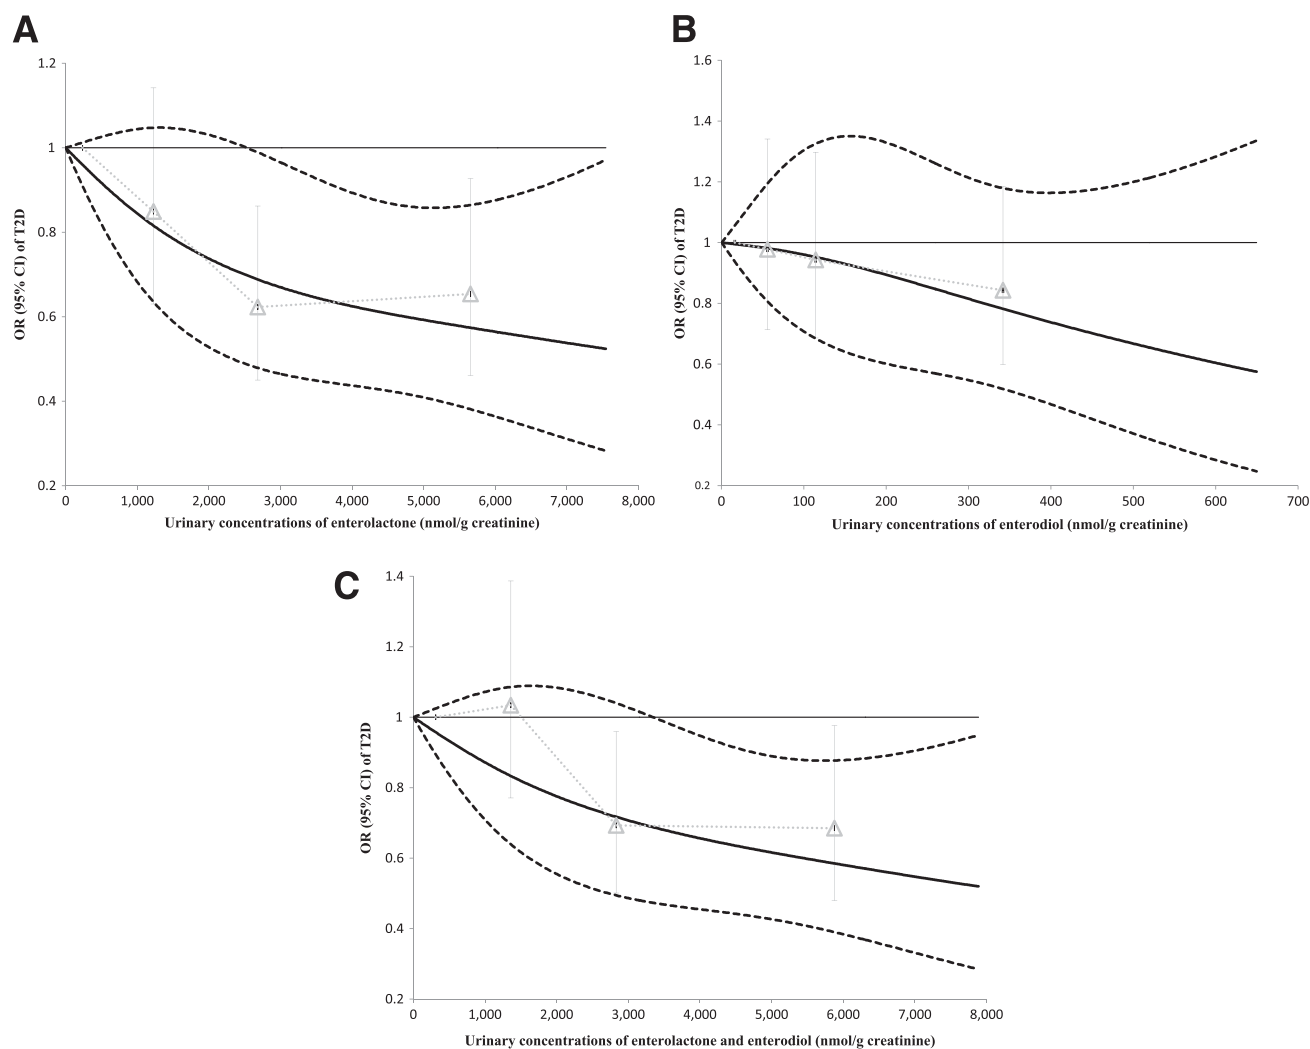 A
1.2
1
0.8
0.6
0.4
0.2
OR (95% CI) of T2D
0 1,000 2,000 3,000 4,000 5,000 6,000 7,000 8,000
Urinary concentrations of enterolactone (nmol/g creatinine)
B
1.6
1.4
1.2
1
0.8
0.6
0.4
0.2
OR (95% CI) of T2D
0 100 200 300 400 500 600 700
Urinary concentrations of enterodiol (nmol/g creatinine)
C
1.4
1.2
1
0.8
0.6
0.4
0.2
OR (95% CI) of T2D
0 1,000 2,000 3,000 4,000 5,000 6,000 7,000 8,000
Urinary concentrations of enterolactone and enterodiol (nmol/g creatinine)